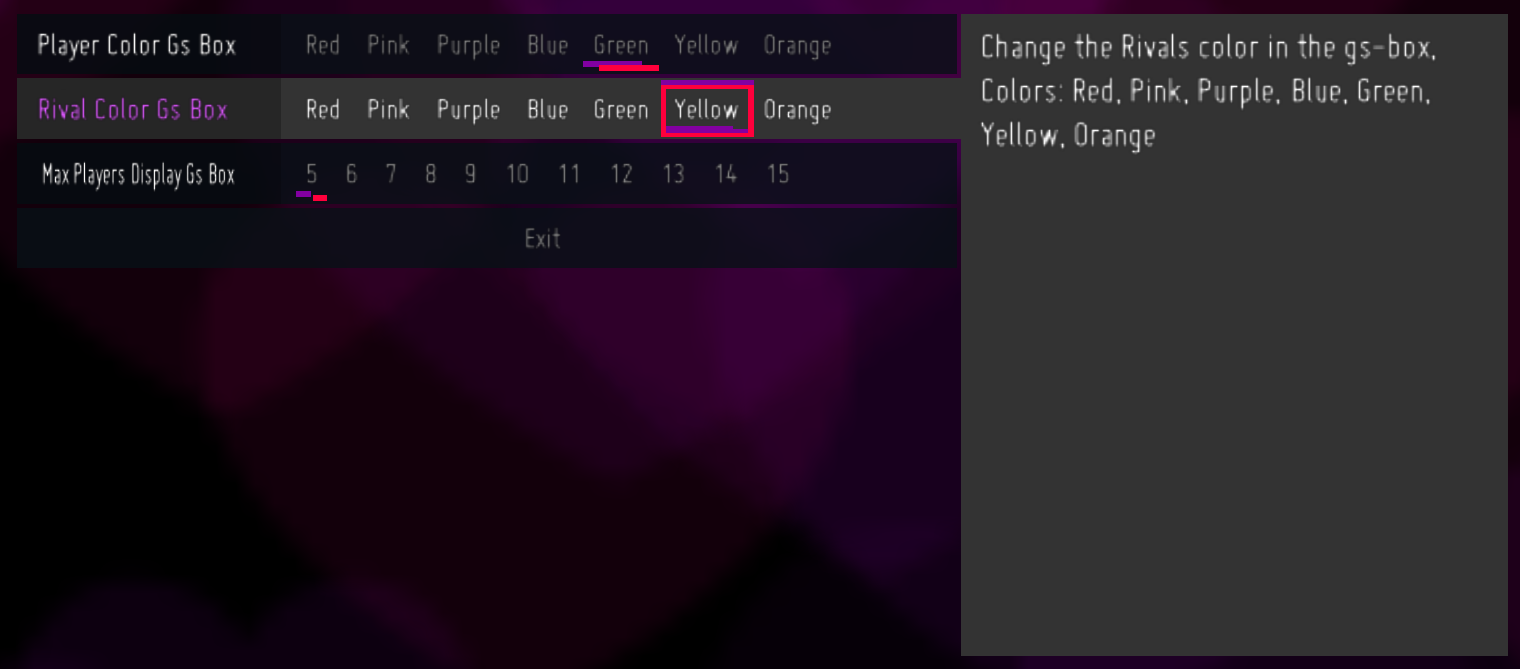 Player Color Gs Box Red Pink Purple Blue Green Yellow Orange
Rival Color Gs Box Red Pink Purple Blue Green Yellow Orange
Max Players Display Gs Box 5 6 7 8 9 10 11 12 13 14 15
Exit
Change the Rivals color in the gs-box,
Colors: Red, Pink, Purple, Blue, Green,
Yellow, Orange